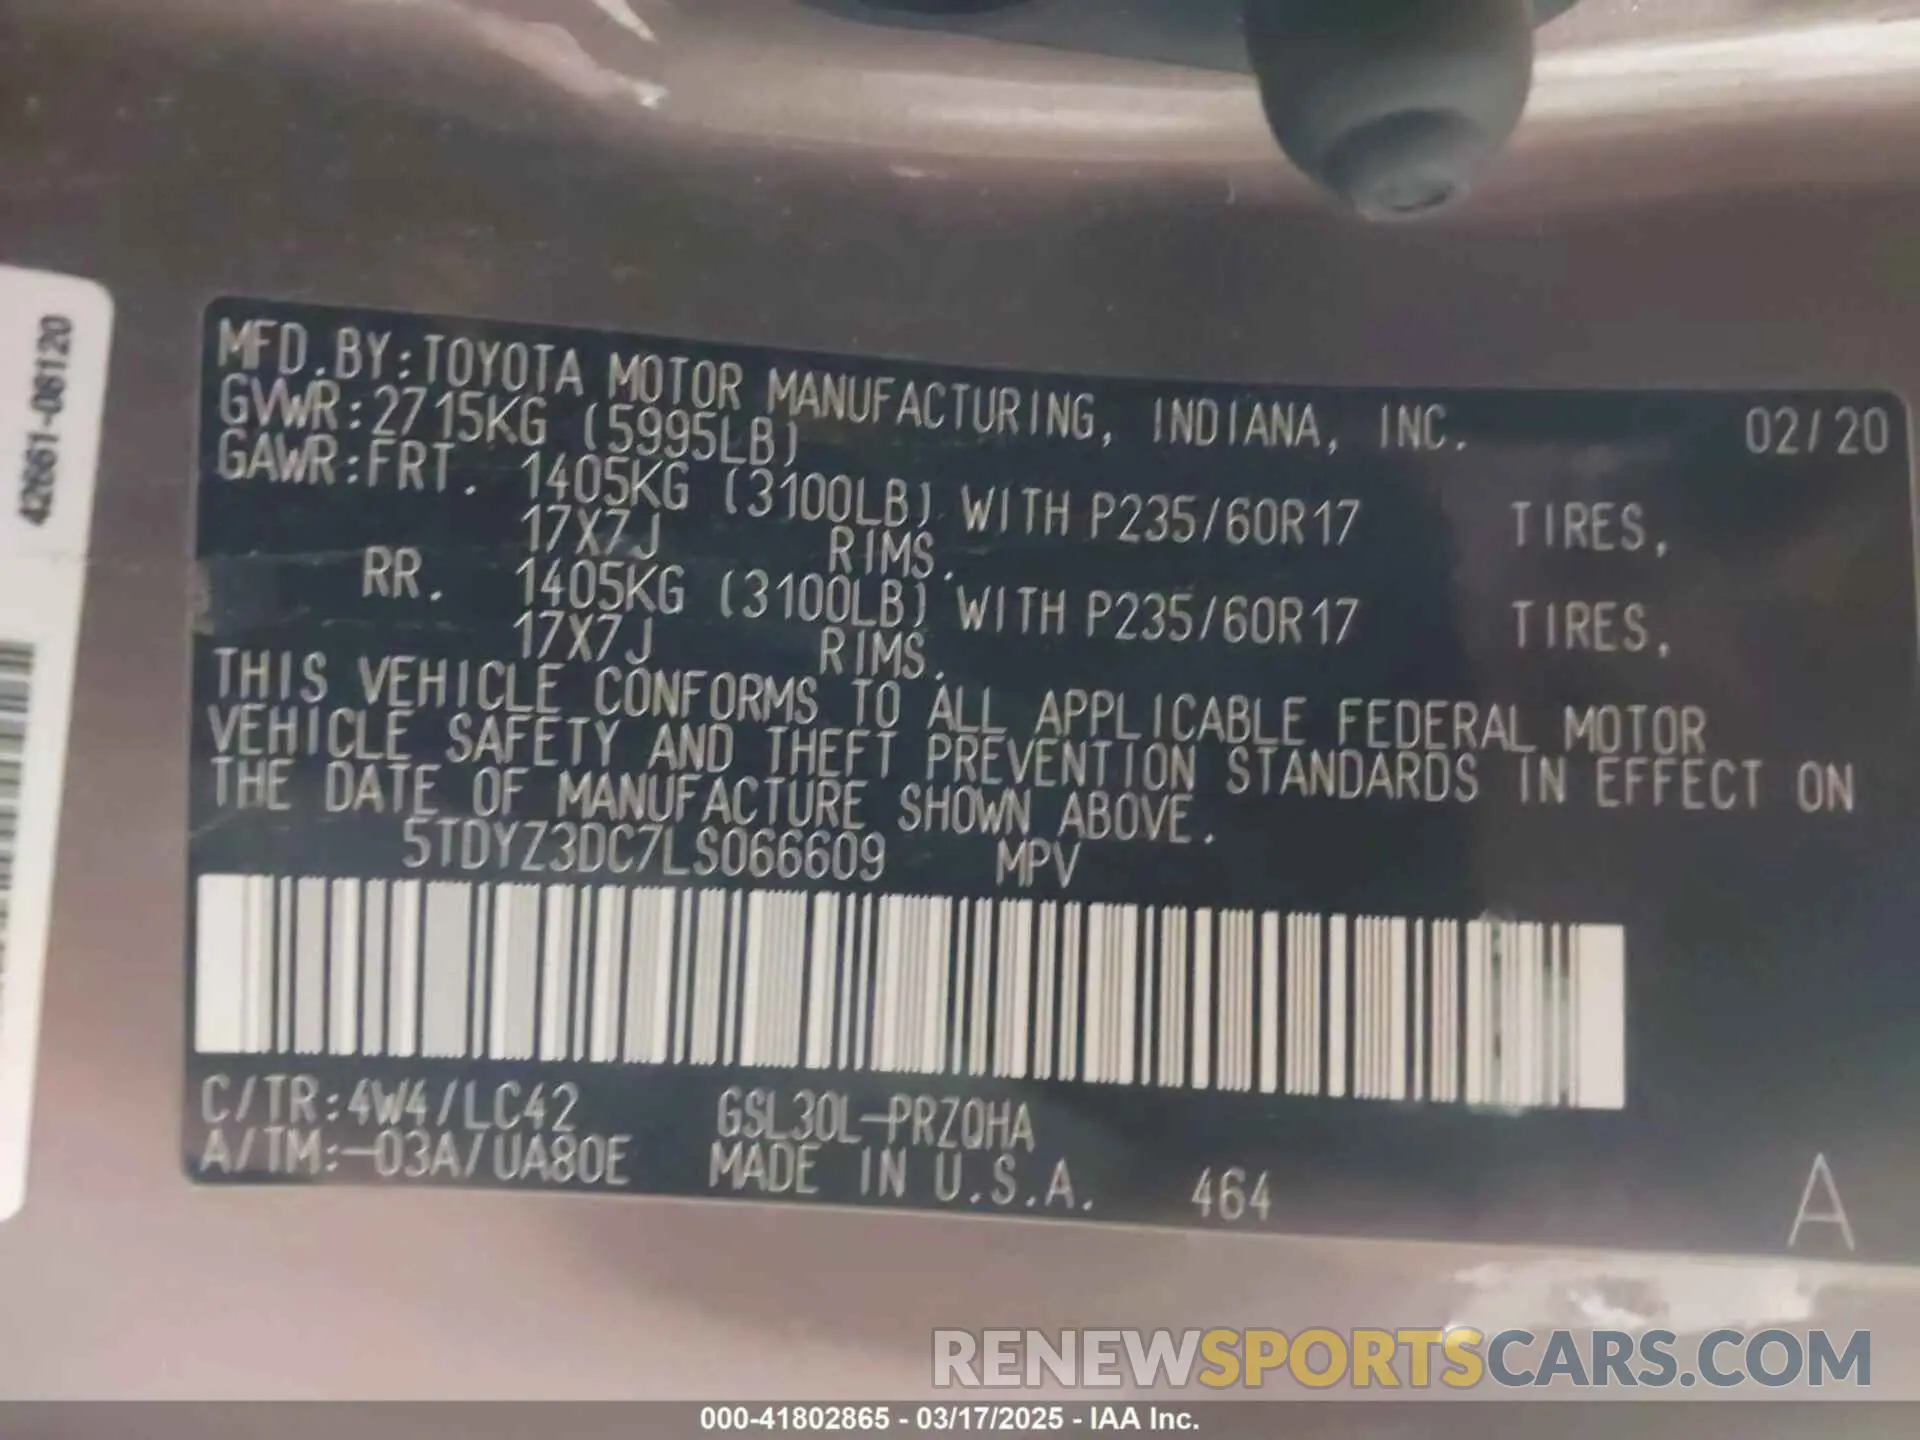 42661-08120
MFD.BY:TOYOTA MOTOR MANUFACTURING, INDIANA, INC. 02/20
GVWR:2715KG (5995LB)
GAWR:FRT. 1405KG (3100LB) WITH P235/60R17 TIRES,
17X7J RIMS.
RR. 1405KG (3100LB) WITH P235/60R17 TIRES,
17X7J RIMS.
THIS VEHICLE CONFORMS TO ALL APPLICABLE FEDERAL MOTOR
VEHICLE SAFETY AND THEFT PREVENTION STANDARDS IN EFFECT ON
THE DATE OF MANUFACTURE SHOWN ABOVE.
5TDYZ3DC7LS066609 MPV
C/TR:4W4/LC42 GSL30L-PRZQHA
A/TM:-03A/UA80E MADE IN U.S.A. 464 A
RENEWSPORTSCARS.COM
000-41802865 - 03/17/2025 - IAA Inc.